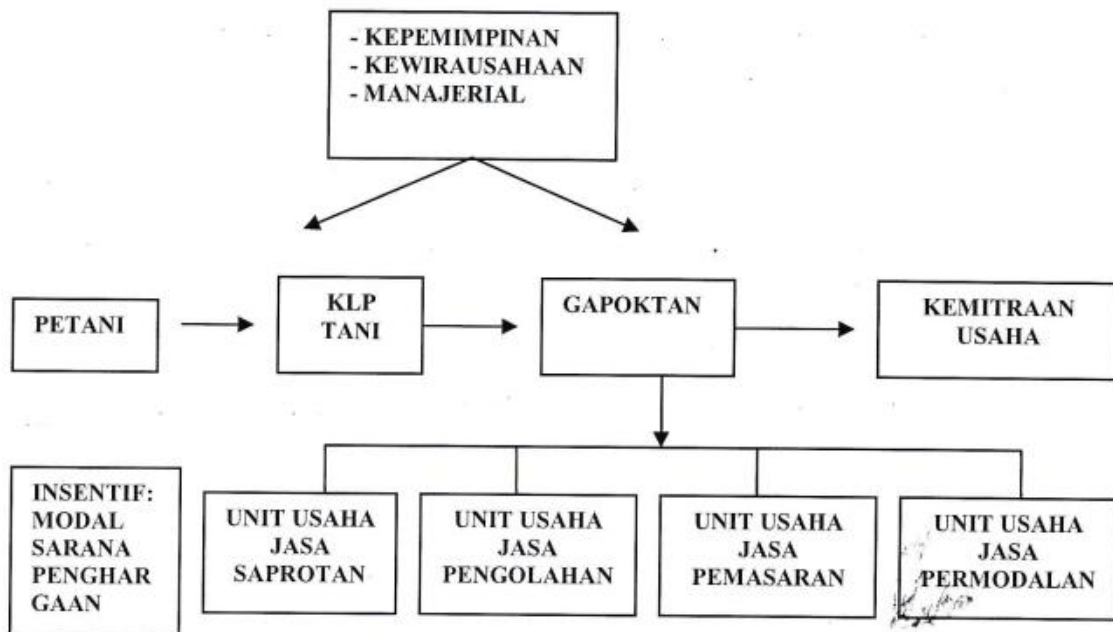 - KEPEMIMPINAN
- KEWIRAUSAHAAN
- MANAJERIAL
PETANI
KLP
TANI
GAPOKTAN
KEMITRAAN
USAHA
INSENTIF:
MODAL
SARANA
PENGHAR
GAAN
UNIT USAHA
JASA
SAPROTAN
UNIT USAHA
JASA
PENGOLAHAN
UNIT USAHA
JASA
PEMASARAN
UNIT USAHA
JASA
PERMODALAN